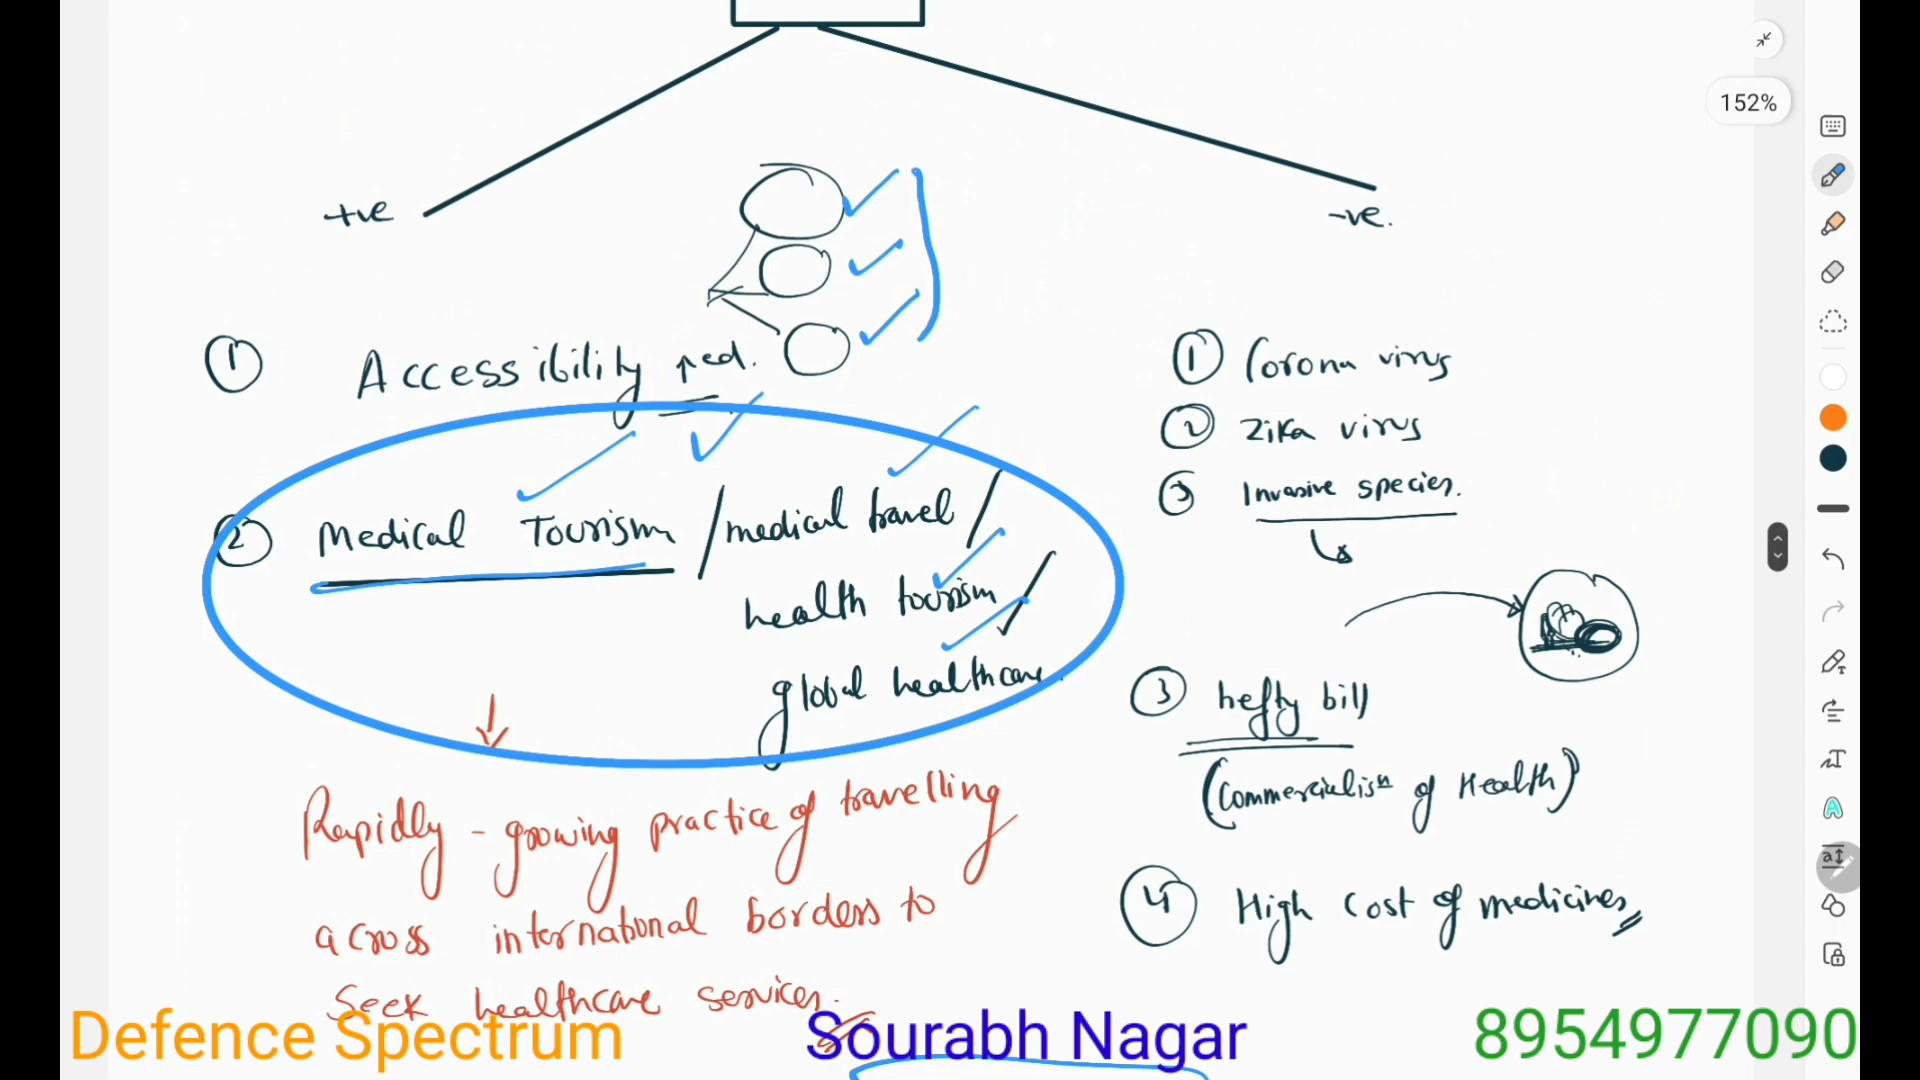 152%
+ve
-ve.
① Accessibility ↑ed.
② Medical Tourism / medical travel /
health tourism /
global healthcare.
Rapidly - growing practice of travelling
across international borders to
Seek healthcare services.
① Corona virus
② Zika virus
③ Invasive species.
③ hefty bill
(Commercialisn of Health)
④ High Cost of medicines
Defence Spectrum
Sourabh Nagar
8954977090